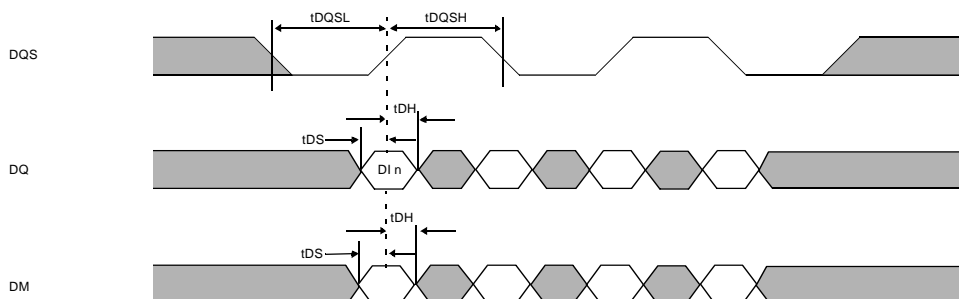 tDQSL tDQSH
DQS
tDH
tDS
DQ
DI n
tDH
tDS
DM